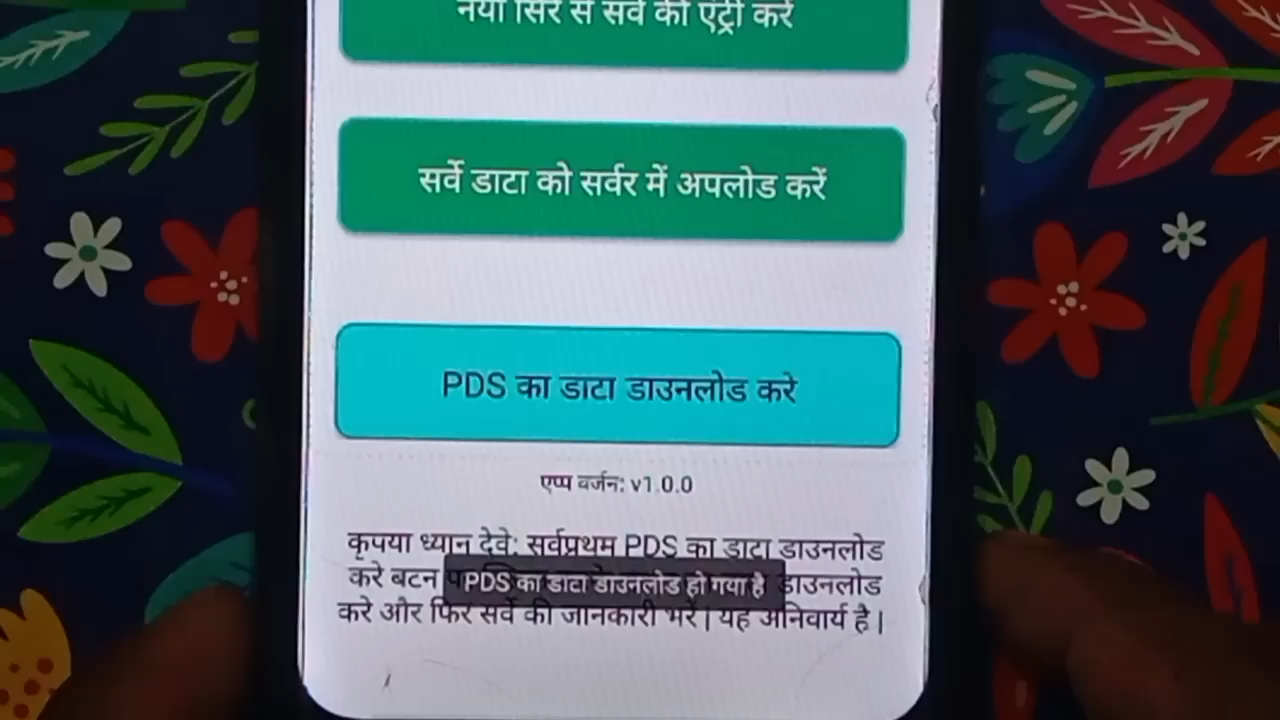 नया सिरे से सर्वे की एंट्री करें
सर्वे डाटा को सर्वर में अपलोड करें
PDS का डाटा डाउनलोड करे
एप्प वर्जन: v1.0.0
कृपया ध्यान देवे: सर्वप्रथम PDS का डाटा डाउनलोड
करे बटन डाउनलोड
PDS का डाटा डाउनलोड हो गया है
करे और फिर सर्वे की जानकारी भरें| यह अनिवार्य है |